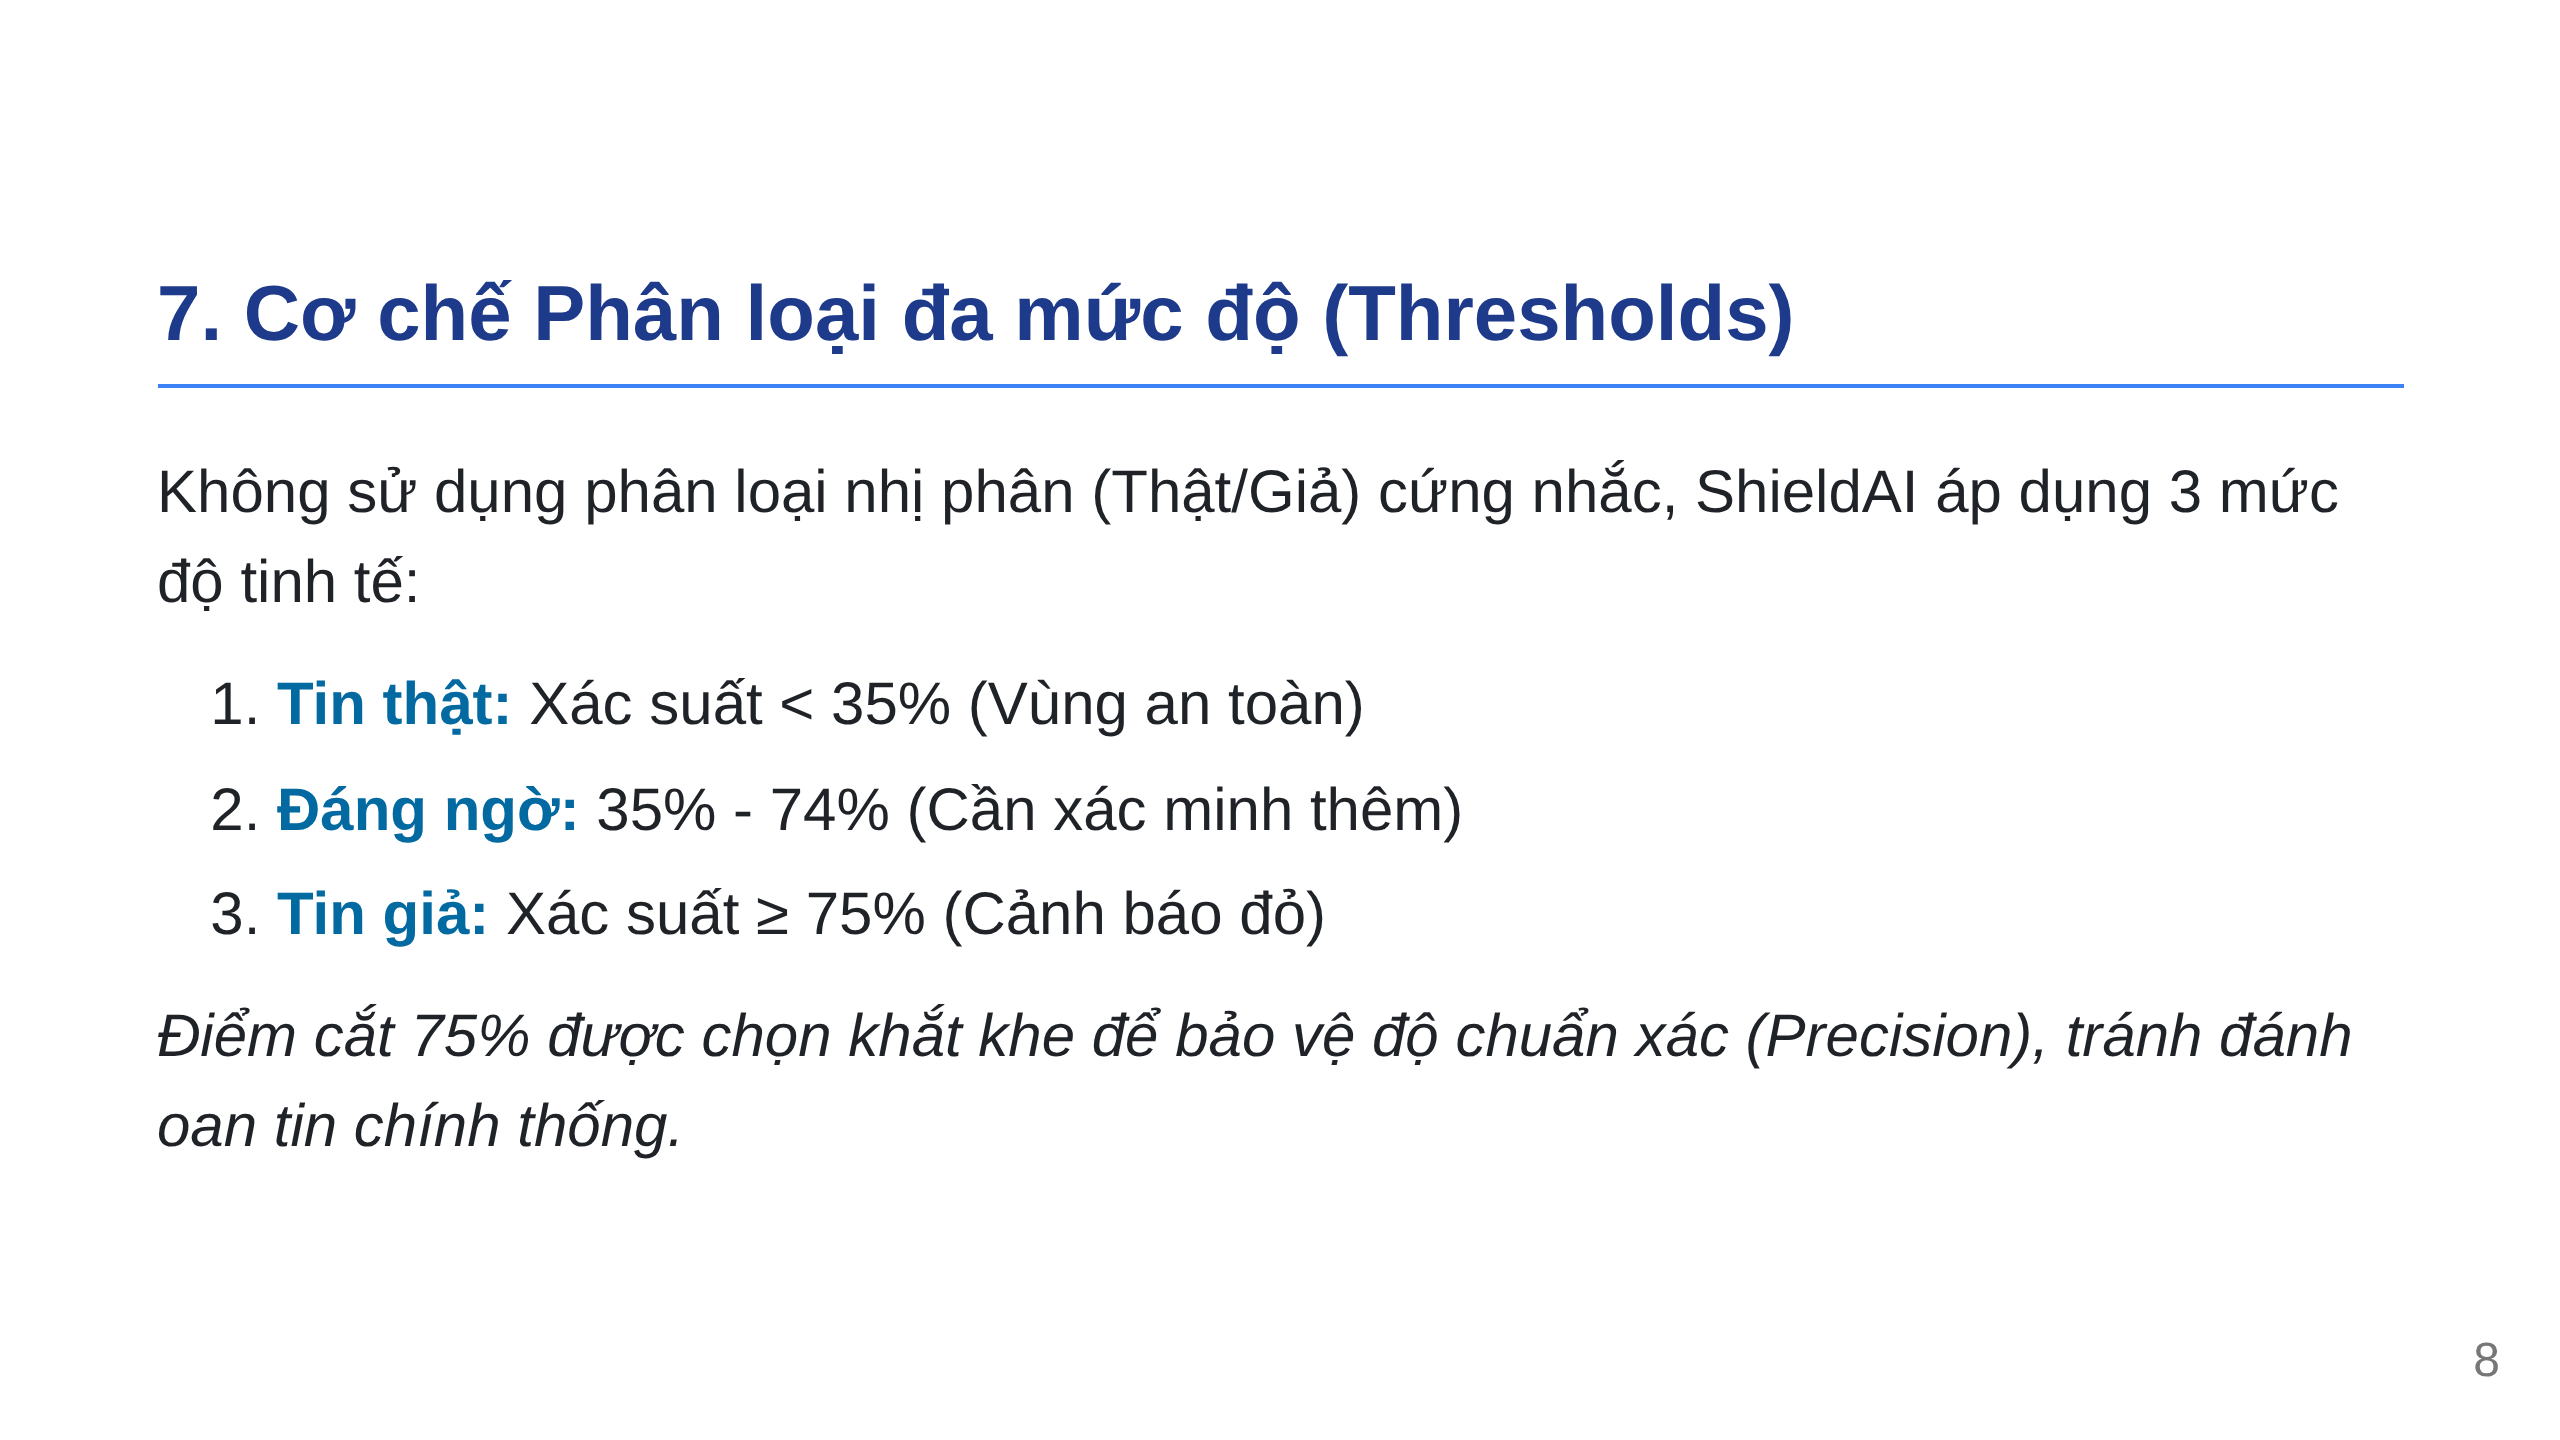 7. Cơ chế Phân loại đa mức độ (Thresholds)
Không sử dụng phân loại nhị phân (Thật/Giả) cứng nhắc, ShieldAI áp dụng 3 mức
độ tinh tế:
1. Tin thật: Xác suất < 35% (Vùng an toàn)
2. Đáng ngờ: 35% - 74% (Cần xác minh thêm)
3. Tin giả: Xác suất ≥ 75% (Cảnh báo đỏ)
Điểm cắt 75% được chọn khắt khe để bảo vệ độ chuẩn xác (Precision), tránh đánh
oan tin chính thống.
8